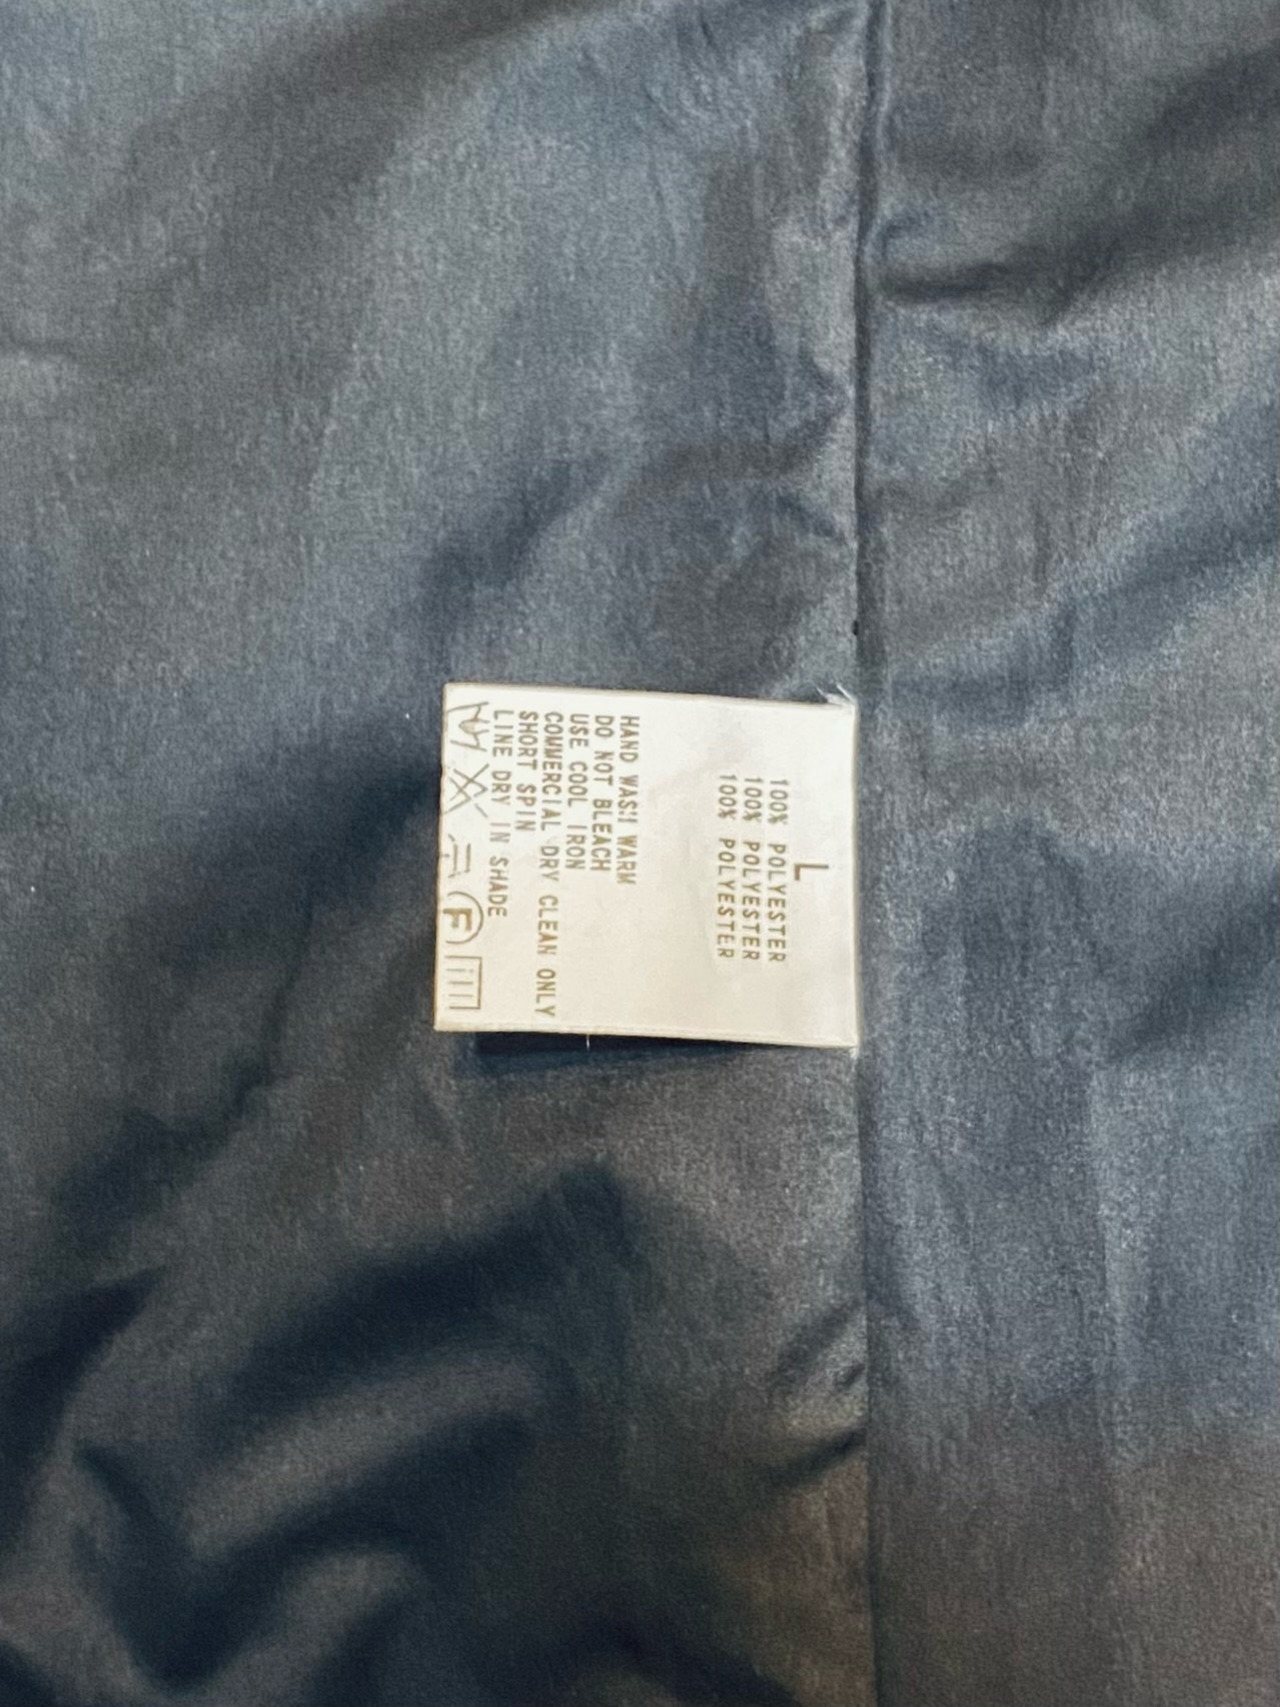 L
100% POLYESTER
100% POLYESTER
100% POLYESTER
HAND WASH WARM
DO NOT BLEACH
USE COOL IRON
COMMERCIAL DRY CLEAN ONLY
SHORT SPIN
LINE DRY IN SHADE
F